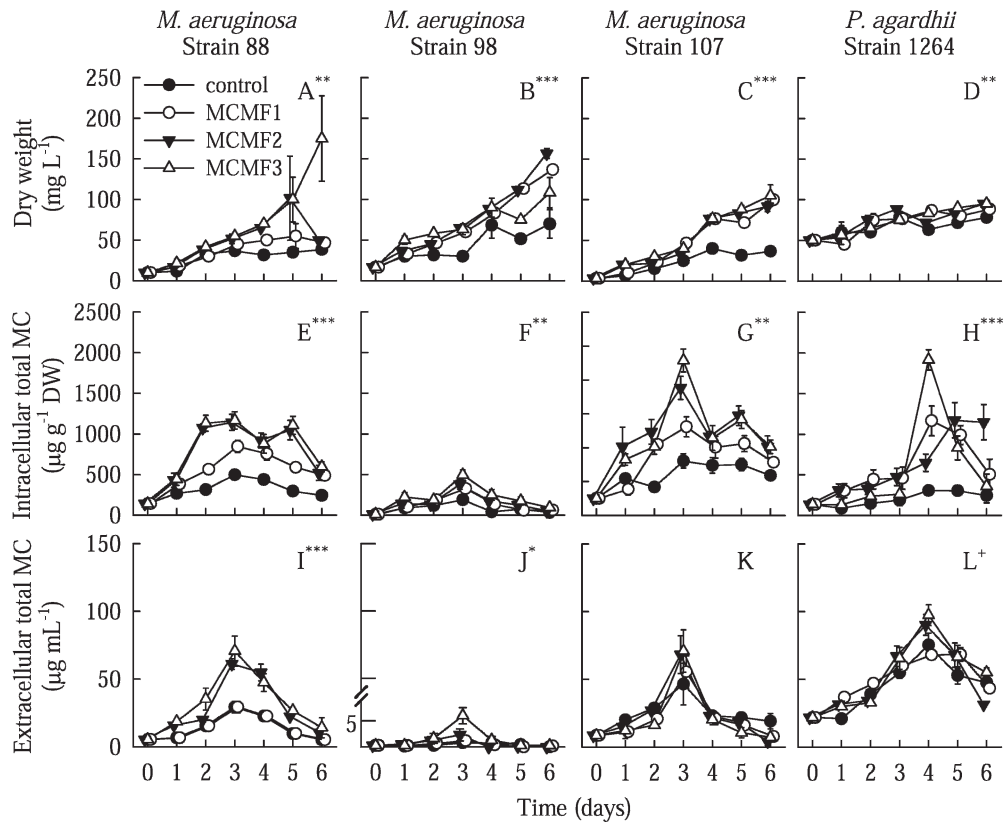 M. aeruginosa M. aeruginosa M. aeruginosa P. agardhii
Strain 88 Strain 98 Strain 107 Strain 1264
Dry weight
(mg L⁻¹)
250
200
150
100
50
0
control
MCMF1
MCMF2
MCMF3
A** B*** C*** D**
Intracellular total MC
(µg g⁻¹ DW)
2500
2000
1500
1000
500
0
E*** F** G** H***
Extracellular total MC
(µg mL⁻¹)
150
100
50
0
I*** J* K L⁺
5
0 1 2 3 4 5 6 0 1 2 3 4 5 6 0 1 2 3 4 5 6 0 1 2 3 4 5 6
Time (days)